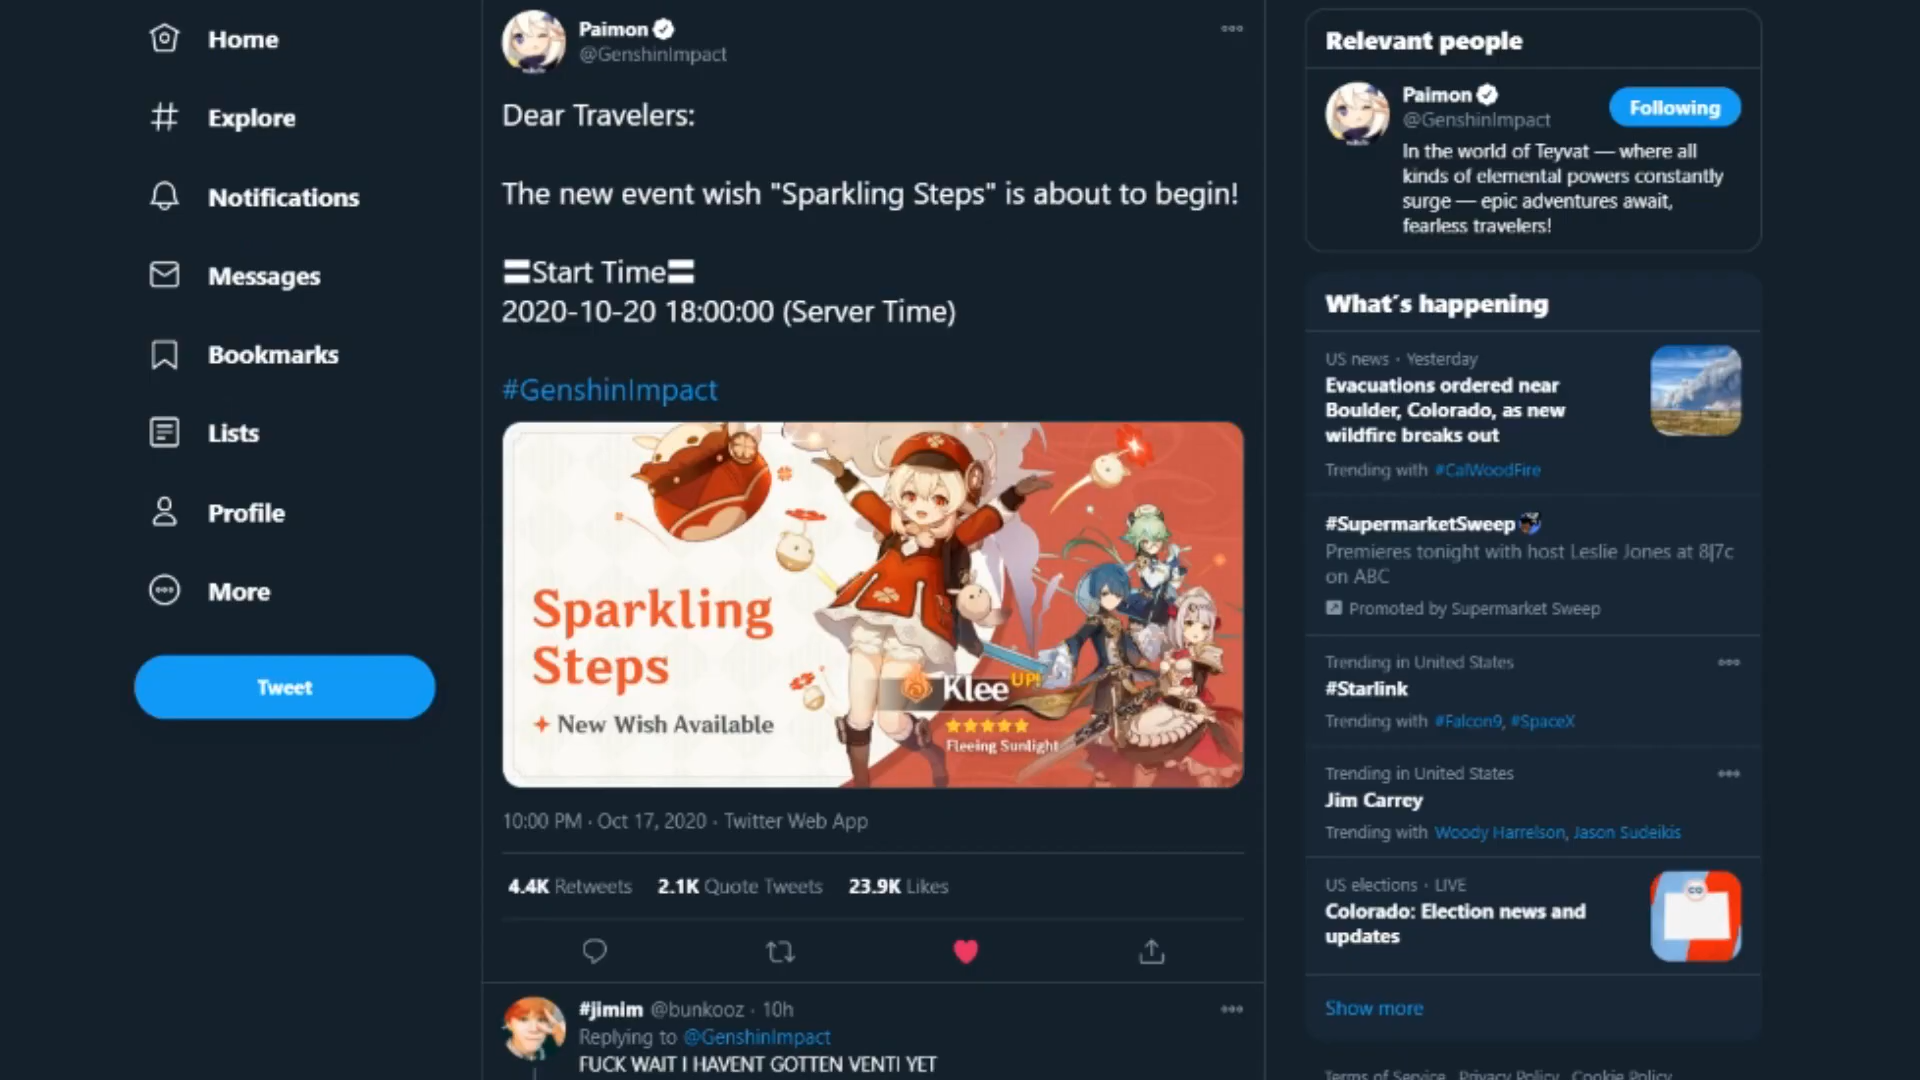 Home
Explore
Notifications
Messages
Bookmarks
Lists
Profile
More
Tweet
Paimon
@GenshinImpact
Dear Travelers:
The new event wish "Sparkling Steps" is about to begin!
〓Start Time〓
2020-10-20 18:00:00 (Server Time)
#GenshinImpact
Sparkling
Steps
New Wish Available
Klee UP!
Fleeing Sunlight
10:00 PM · Oct 17, 2020 · Twitter Web App
4.4K Retweets 2.1K Quote Tweets 23.9K Likes
#jimim @bunkooz · 10h
Replying to @GenshinImpact
FUCK WAIT I HAVENT GOTTEN VENTI YET
Relevant people
Paimon
@GenshinImpact
Following
In the world of Teyvat — where all
kinds of elemental powers constantly
surge — epic adventures await,
fearless travelers!
What's happening
US news · Yesterday
Evacuations ordered near
Boulder, Colorado, as new
wildfire breaks out
Trending with #CalWoodFire
#SupermarketSweep
Premieres tonight with host Leslie Jones at 8|7c
on ABC
Promoted by Supermarket Sweep
Trending in United States
#Starlink
Trending with #Falcon9, #SpaceX
Trending in United States
Jim Carrey
Trending with Woody Harrelson, Jason Sudeikis
US elections · LIVE
Colorado: Election news and
updates
Show more
Terms of Service Privacy Policy Cookie Policy